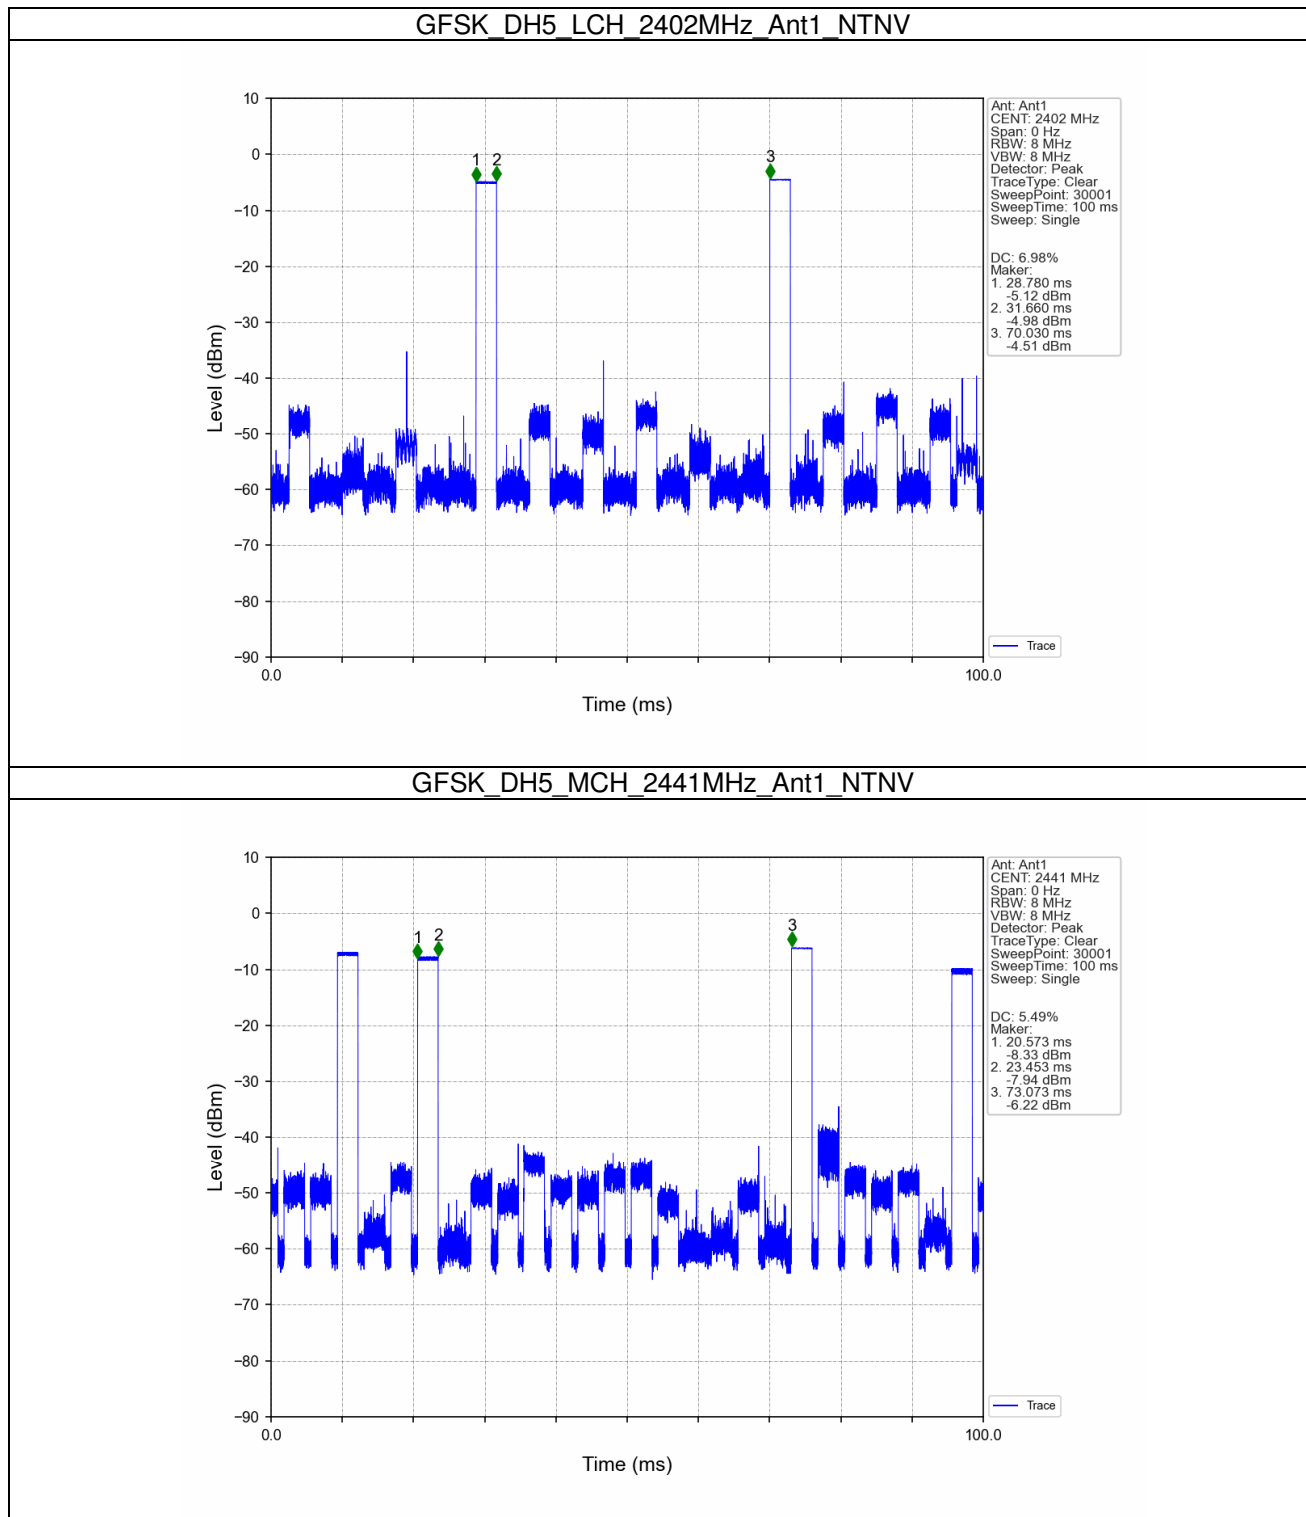 GFSK_DH5_LCH_2402MHz_Ant1_NTNV
10
0
−10
−20
−30
−40
−50
−60
−70
−80
−90
Level (dBm)
1 2
3
0.0
100.0
Time (ms)
Ant: Ant1
CENT: 2402 MHz
Span: 0 Hz
RBW: 8 MHz
VBW: 8 MHz
Detector: Peak
TraceType: Clear
SweepPoint: 30001
SweepTime: 100 ms
Sweep: Single
DC: 6.98%
Maker:
1. 28.780 ms
-5.12 dBm
2. 31.660 ms
-4.98 dBm
3. 70.030 ms
-4.51 dBm
Trace
GFSK_DH5_MCH_2441MHz_Ant1_NTNV
10
0
−10
−20
−30
−40
−50
−60
−70
−80
−90
Level (dBm)
1 2
3
0.0
100.0
Time (ms)
Ant: Ant1
CENT: 2441 MHz
Span: 0 Hz
RBW: 8 MHz
VBW: 8 MHz
Detector: Peak
TraceType: Clear
SweepPoint: 30001
SweepTime: 100 ms
Sweep: Single
DC: 5.49%
Maker:
1. 20.573 ms
-8.33 dBm
2. 23.453 ms
-7.94 dBm
3. 73.073 ms
-6.22 dBm
Trace